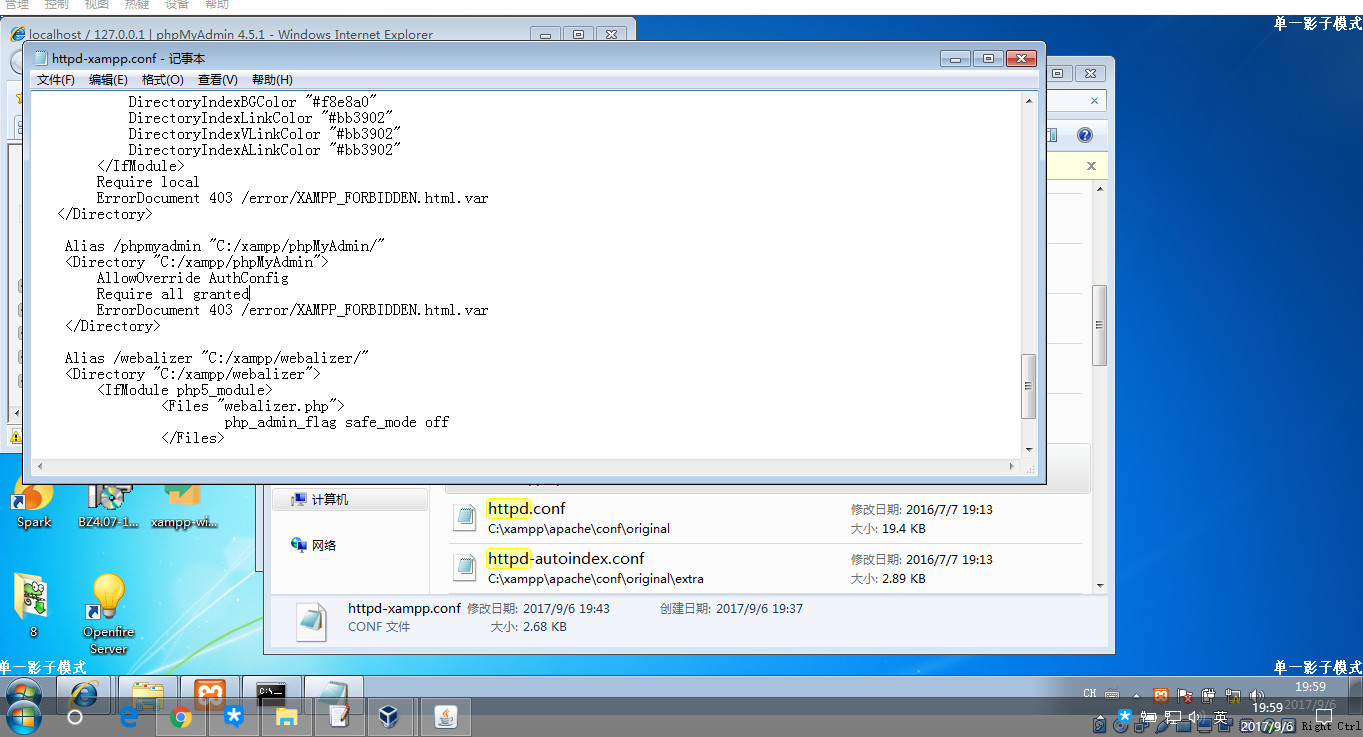 管理 控制 视图 热键 设备 帮助
单一影子模式
localhost / 127.0.0.1 | phpMyAdmin 4.5.1 - Windows Internet Explorer
httpd-xampp.conf - 记事本
文件(F) 编辑(E) 格式(O) 查看(V) 帮助(H)
DirectoryIndexBGColor "#f8e8a0"
DirectoryIndexLinkColor "#bb3902"
DirectoryIndexVLinkColor "#bb3902"
DirectoryIndexALinkColor "#bb3902"
</IfModule>
Require local
ErrorDocument 403 /error/XAMPP_FORBIDDEN.html.var
</Directory>
Alias /phpmyadmin "C:/xampp/phpMyAdmin/"
<Directory "C:/xampp/phpMyAdmin">
AllowOverride AuthConfig
Require all granted
ErrorDocument 403 /error/XAMPP_FORBIDDEN.html.var
</Directory>
Alias /webalizer "C:/xampp/webalizer/"
<Directory "C:/xampp/webalizer">
<IfModule php5_module>
<Files "webalizer.php">
php_admin_flag safe_mode off
</Files>
计算机
网络
httpd.conf
C:\xampp\apache\conf\original
修改日期: 2016/7/7 19:13
大小: 19.4 KB
httpd-autoindex.conf
C:\xampp\apache\conf\original\extra
修改日期: 2016/7/7 19:13
大小: 2.89 KB
httpd-xampp.conf 修改日期: 2017/9/6 19:43 创建日期: 2017/9/6 19:37
CONF 文件 大小: 2.68 KB
Spark
BZ4.07-1...
xampp-wi...
8
Openfire
Server
单一影子模式
单一影子模式
C:\.
CH
19:59
2017/9/6
英
19:59
2017/9/6
Right Ctrl